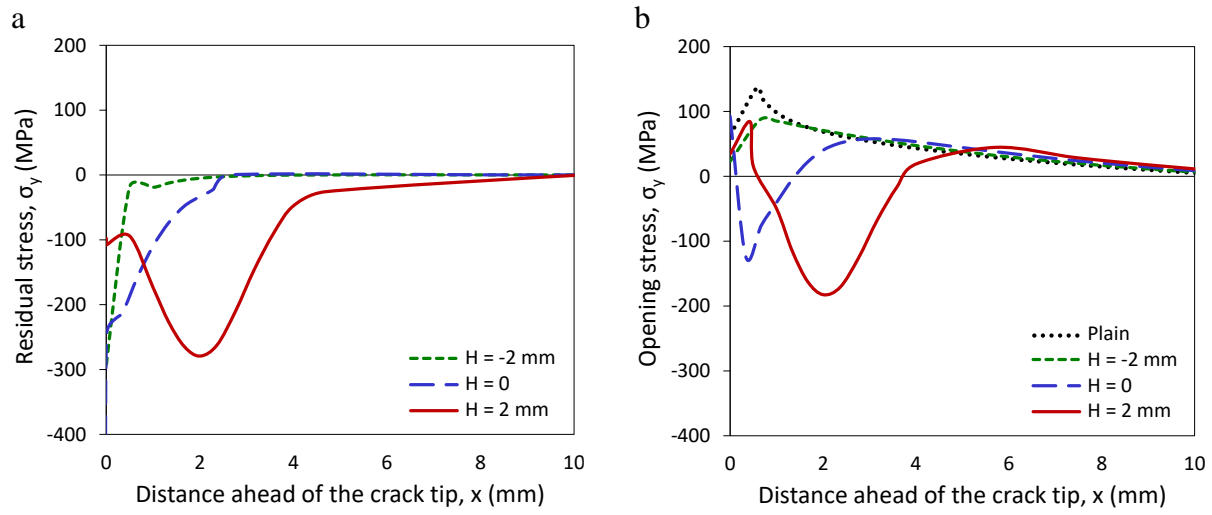 a
200
100
0
-100
-200
-300
-400
Residual stress, σy (MPa)
H = -2 mm
H = 0
H = 2 mm
0 2 4 6 8 10
Distance ahead of the crack tip, x (mm)
b
200
100
0
-100
-200
-300
-400
Opening stress, σy (MPa)
Plain
H = -2 mm
H = 0
H = 2 mm
0 2 4 6 8 10
Distance ahead of the crack tip, x (mm)